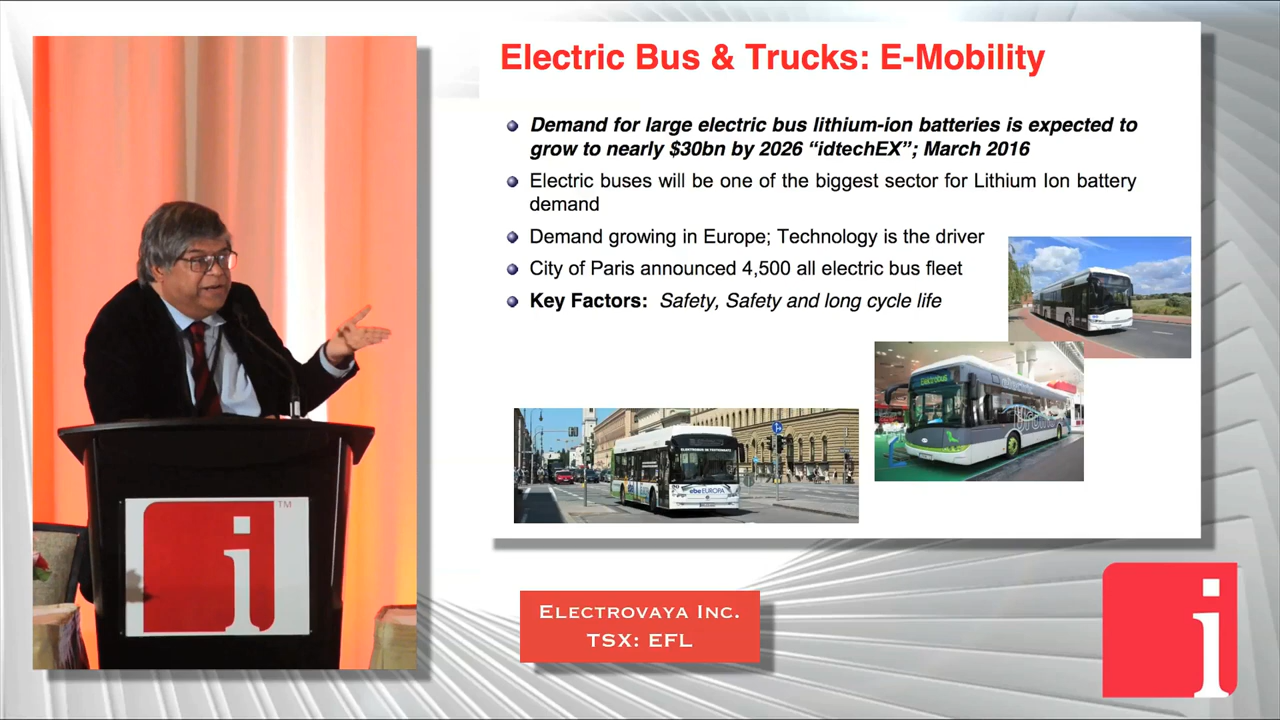 Electric Bus & Trucks: E-Mobility
Demand for large electric bus lithium-ion batteries is expected to
grow to nearly $30bn by 2026 “idtechEX”; March 2016
Electric buses will be one of the biggest sector for Lithium Ion battery
demand
Demand growing in Europe; Technology is the driver
City of Paris announced 4,500 all electric bus fleet
Key Factors: Safety, Safety and long cycle life
Elektrobus
ebeEUROPA
i
TM
ELECTROVAYA INC.
TSX: EFL
i